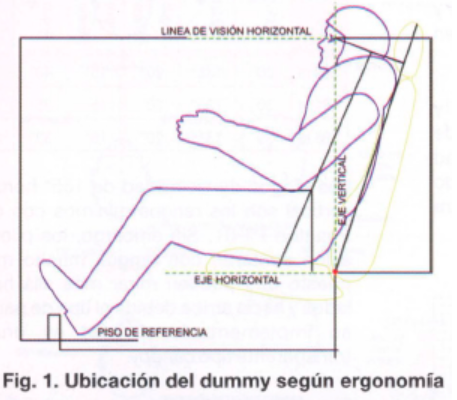 LINEA DE VISIÓN HORIZONTAL
EJE VERTICAL
EJE HORIZONTAL
PISO DE REFERENCIA
Fig. 1. Ubicación del dummy según ergonomía